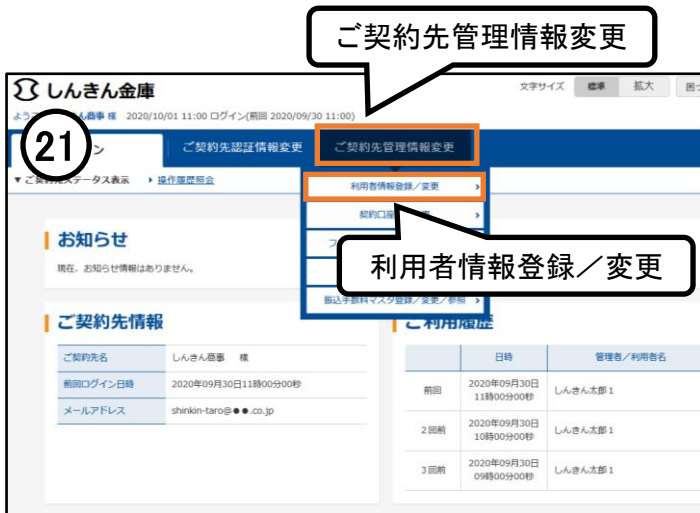 ご契約先管理情報変更
しんきん金庫
文字サイズ 標準 拡大
商事 様 2020/10/01 11:00 ログイン(前回 2020/09/30 11:00)
21
ン ご契約先認証情報変更 ご契約先管理情報変更
ステータス表示 操作履歴照会
利用者情報登録／変更
契約口座
利用者情報登録／変更
お知らせ
現在、お知らせ情報はありません。
振込手数料マスタ登録／変更／参照
ご契約先情報
ご利用履歴
ご契約先名 しんきん商事 様
前回ログイン日時 2020年09月30日11時00分00秒
メールアドレス shinkin-taro@●●.co.jp
日時 管理者／利用者名
前回 2020年09月30日 11時00分00秒 しんきん太郎1
2回前 2020年09月30日 10時00分00秒 しんきん太郎1
3回前 2020年09月30日 09時00分00秒 しんきん太郎1